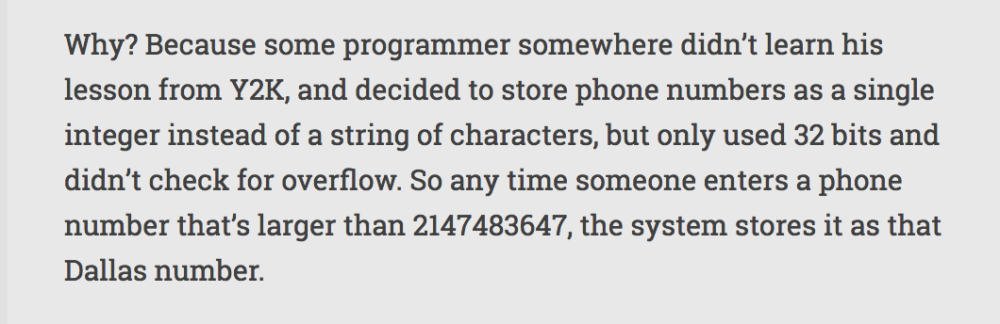 Why? Because some programmer somewhere didn’t learn his
lesson from Y2K, and decided to store phone numbers as a single
integer instead of a string of characters, but only used 32 bits and
didn’t check for overflow. So any time someone enters a phone
number that’s larger than 2147483647, the system stores it as that
Dallas number.